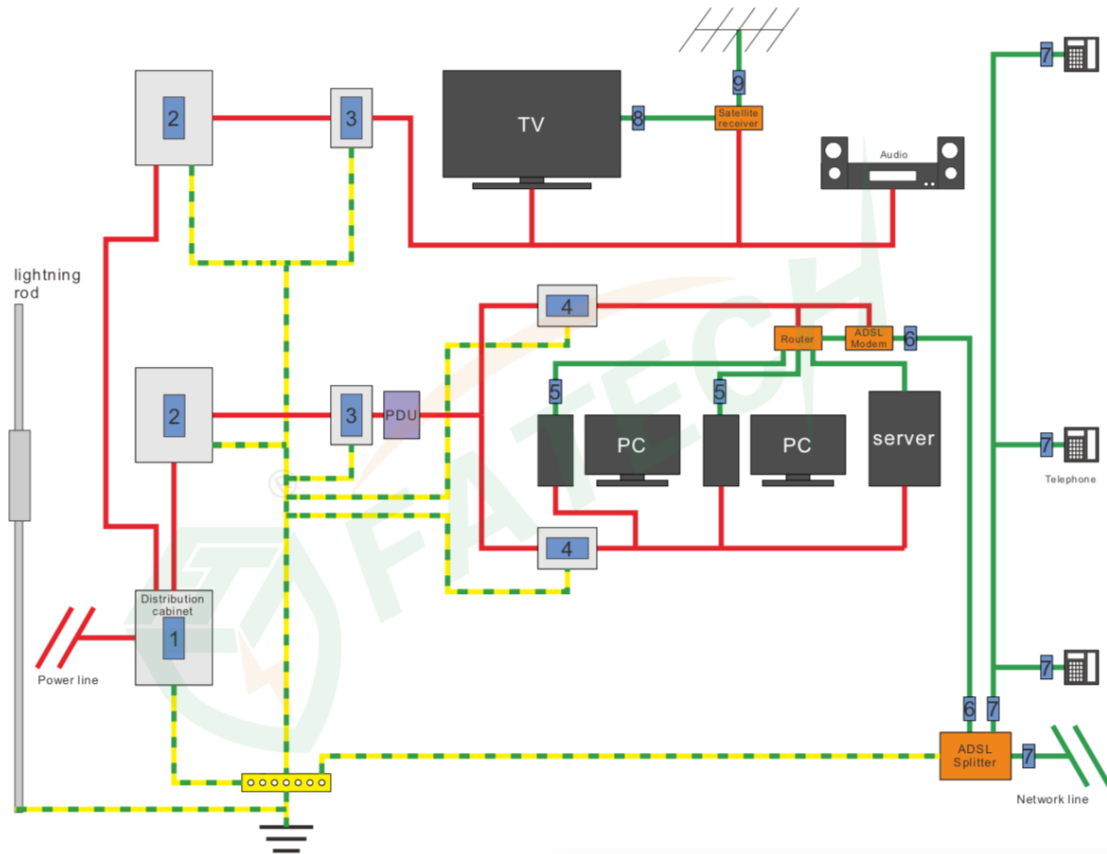 9
7
2
3
TV
8
Satellite
receiver
Audio
lightning
rod
4
Router
ADSL
Modem
6
5
5
2
3
PDU
PC
PC
server
7
Telephone
®
FATECH
4
Distribution
cabinet
1
Power line
7
6
7
ADSL
Splitter
7
Network line